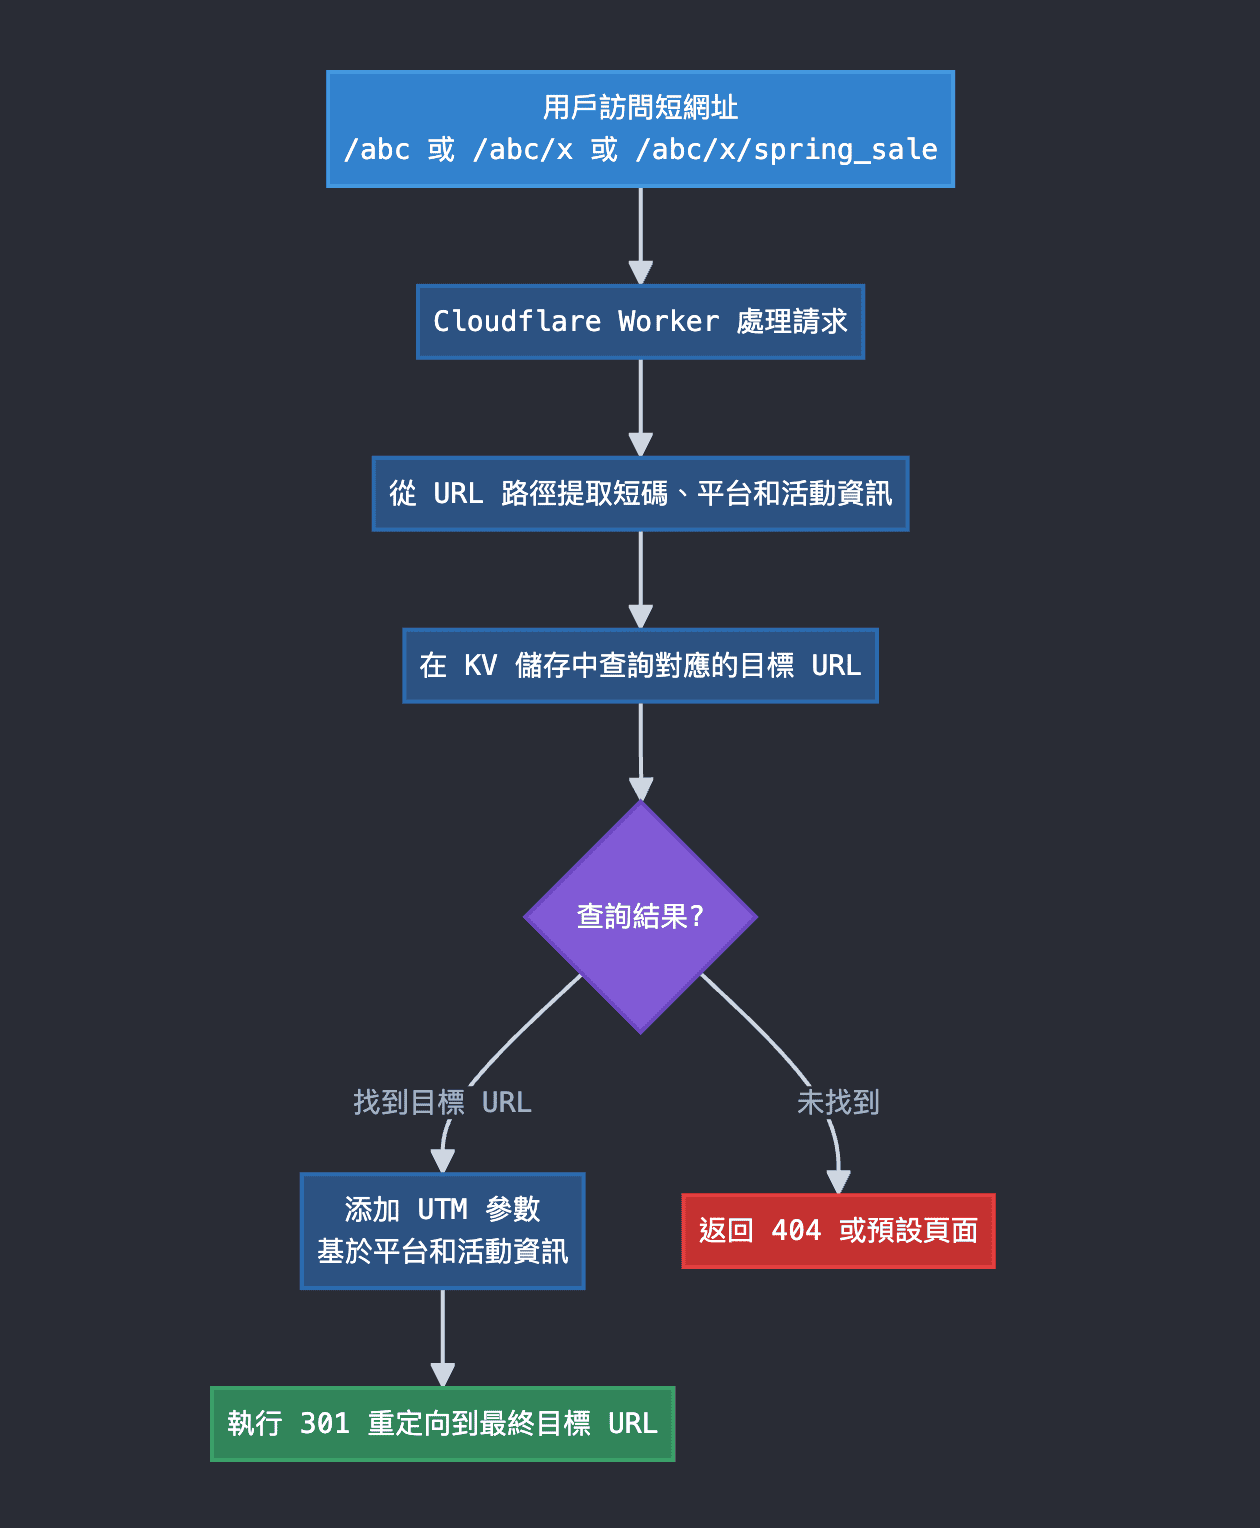 用戶訪問短網址
/abc 或 /abc/x 或 /abc/x/spring_sale
Cloudflare Worker 處理請求
從 URL 路徑提取短碼、平台和活動資訊
在 KV 儲存中查詢對應的目標 URL
查詢結果?
找到目標 URL
未找到
添加 UTM 參數
基於平台和活動資訊
返回 404 或預設頁面
執行 301 重定向到最終目標 URL